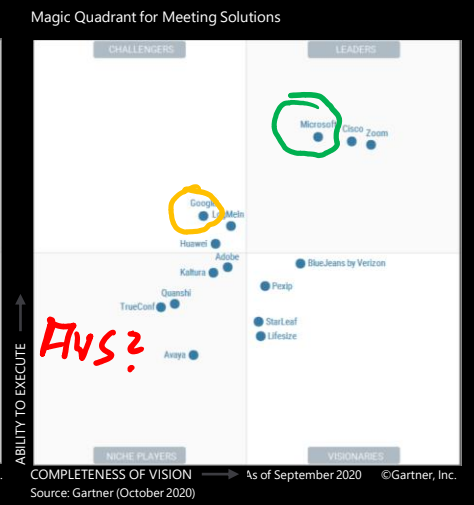 Magic Quadrant for Meeting Solutions
CHALLENGERS
LEADERS
Microsoft
Cisco
Zoom
Google
LogMeIn
Huawei
Adobe
Kaltura
BlueJeans by Verizon
Quanshi
Pexip
TrueConf
StarLeaf
Lifesize
Avaya
ABILITY TO EXECUTE
NICHE PLAYERS
VISIONARIES
COMPLETENESS OF VISION
As of September 2020
©Gartner, Inc.
Source: Gartner (October 2020)